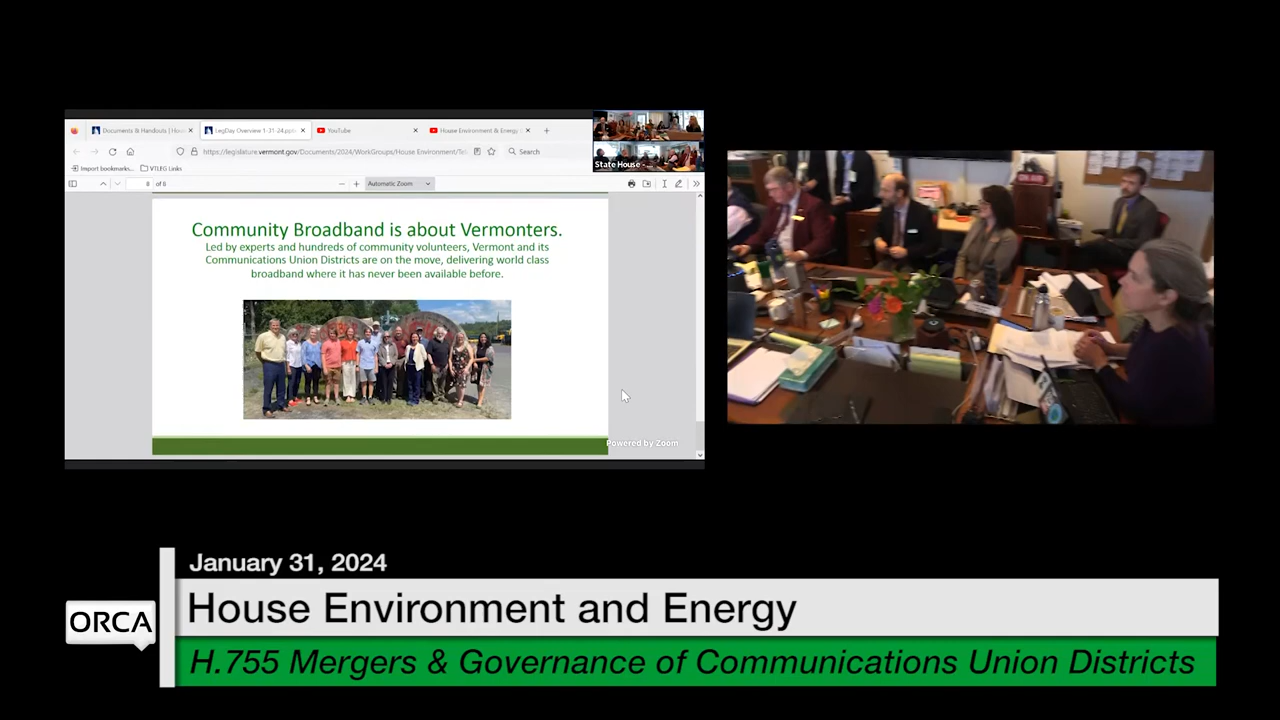 Documents & Handouts | Hous
LegDay Overview 1-31-24.ppt
YouTube
House Environment & Energy
https://legislature.vermont.gov/Documents/2024/WorkGroups/House Environment/Te
Search
Import bookmarks...
VTLEG Links
8
of 8
Automatic Zoom
State House -
Community Broadband is about Vermonters.
Led by experts and hundreds of community volunteers, Vermont and its
Communications Union Districts are on the move, delivering world class
broadband where it has never been available before.
Powered by Zoom
January 31, 2024
ORCA
House Environment and Energy
H.755 Mergers & Governance of Communications Union Districts